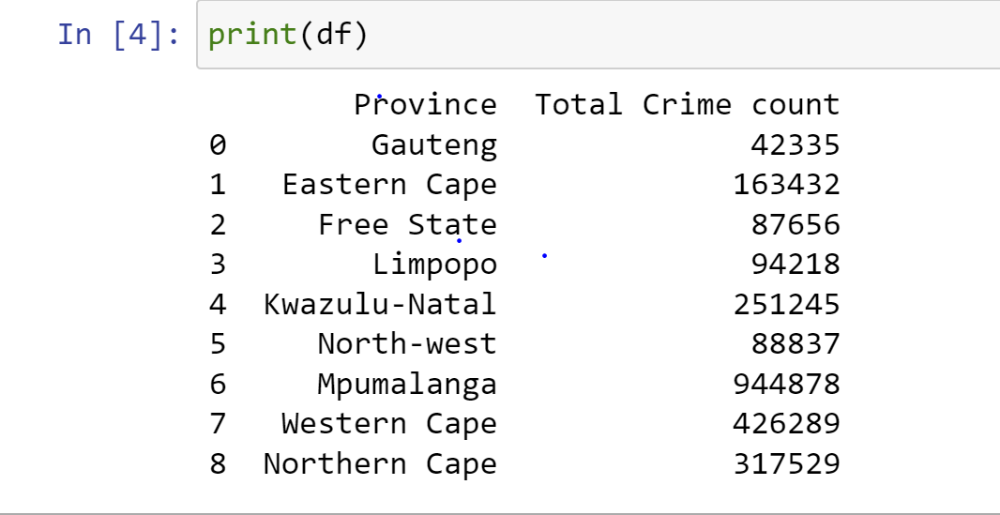 In [4]: print(df)
Province Total Crime count
0 Gauteng 42335
1 Eastern Cape 163432
2 Free State 87656
3 Limpopo 94218
4 Kwazulu-Natal 251245
5 North-west 88837
6 Mpumalanga 944878
7 Western Cape 426289
8 Northern Cape 317529